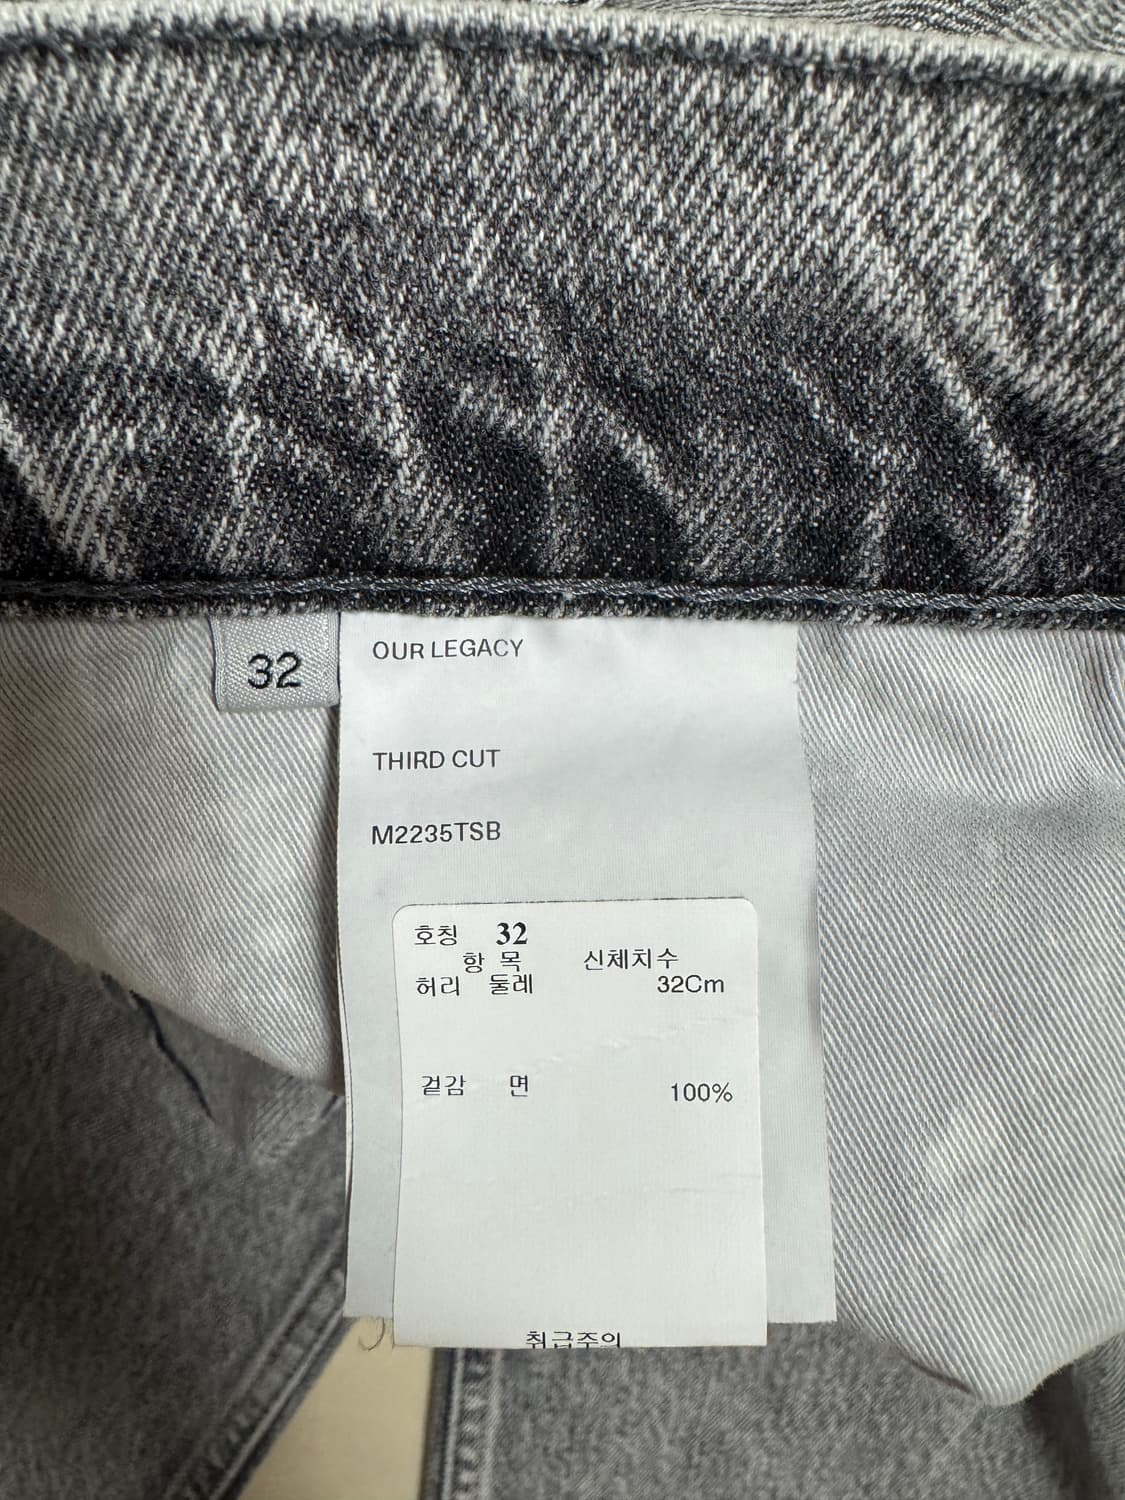 32
OUR LEGACY
THIRD CUT
M2235TSB
호칭 32
항 목 신체치수
허리 둘레 32Cm
겉감 면 100%
취급주의